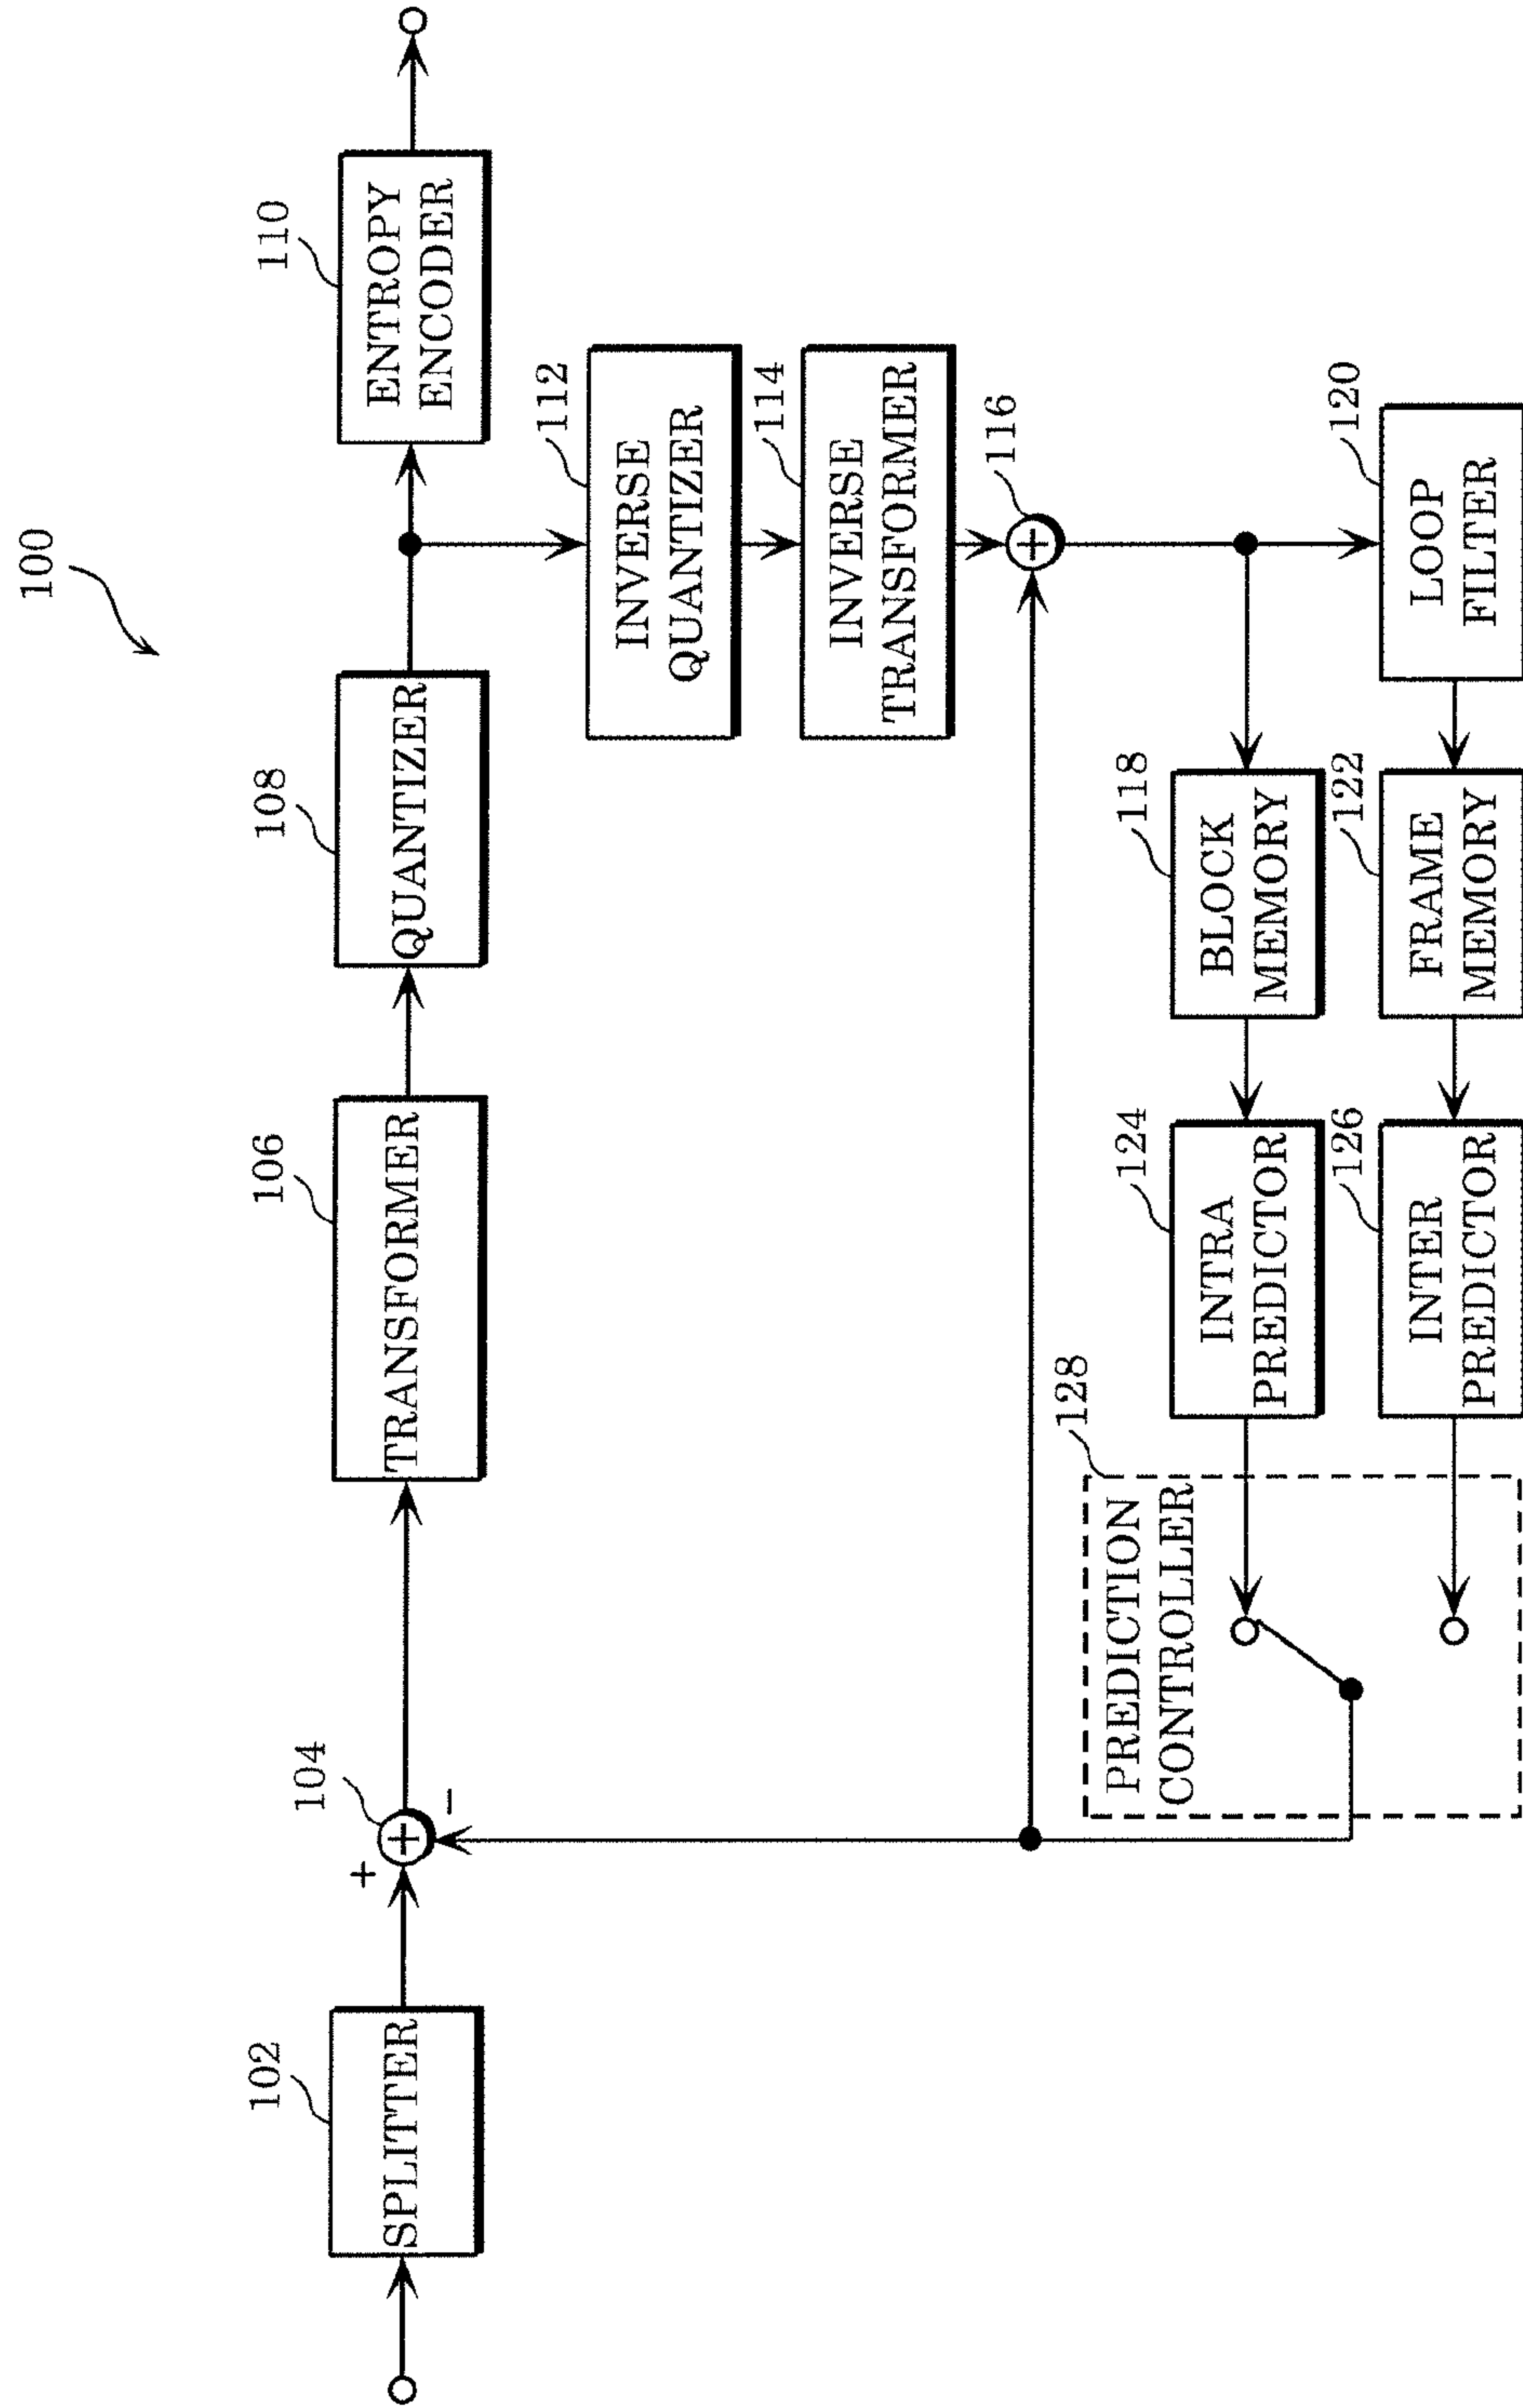 100
102
SPLITTER
104
+
−
106
TRANSFORMER
108
QUANTIZER
110
ENTROPY
ENCODER
112
INVERSE
QUANTIZER
114
INVERSE
TRANSFORMER
116
128
PREDICTION
CONTROLLER
124
INTRA
PREDICTOR
118
BLOCK
MEMORY
126
INTER
PREDICTOR
122
FRAME
MEMORY
120
LOOP
FILTER